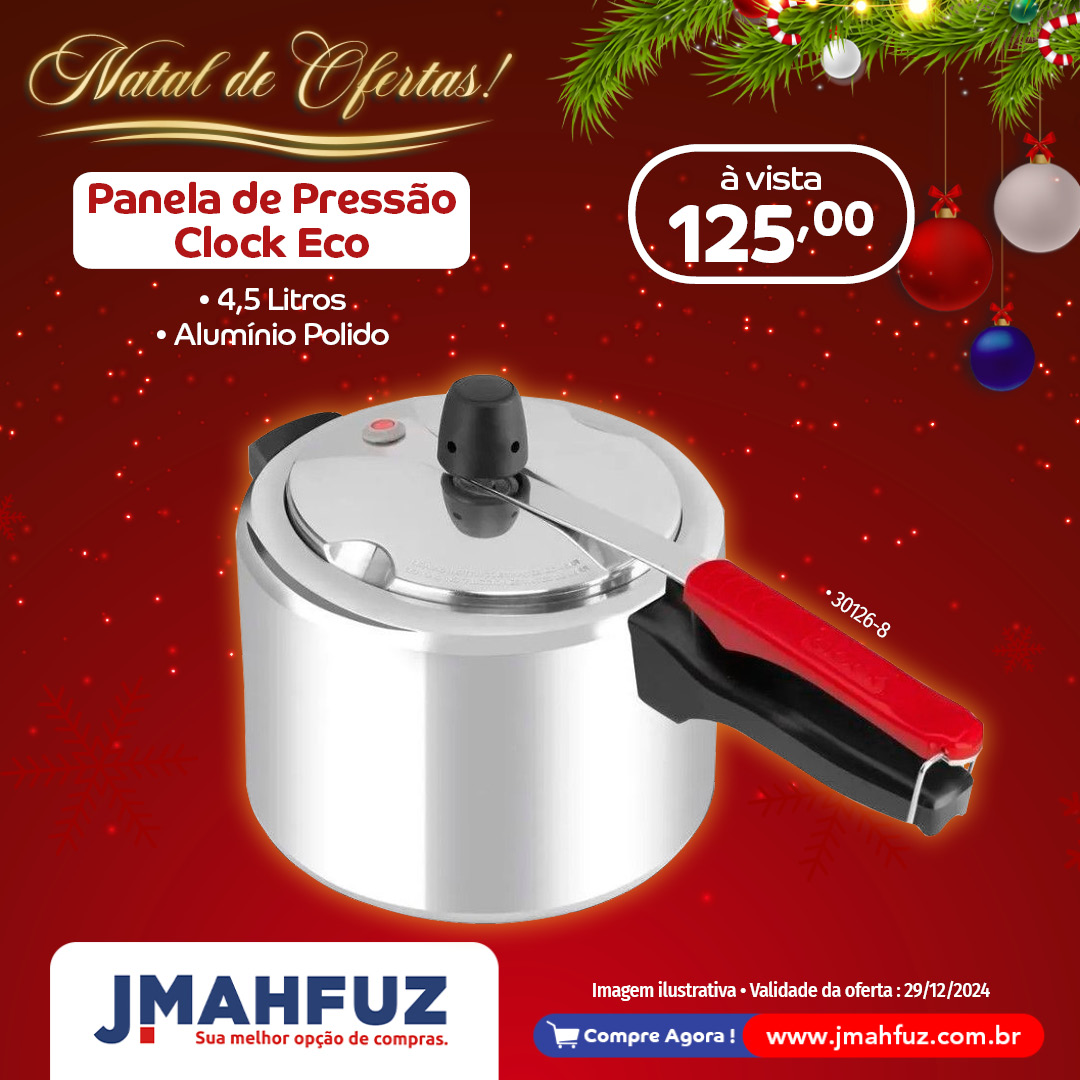 Natal de Ofertas!
Panela de Pressão
Clock Eco
• 4,5 Litros
• Alumínio Polido
à vista
125,00
• 30126-8
JMAHFUZ
Sua melhor opção de compras.
Imagem ilustrativa • Validade da oferta : 29/12/2024
Compre Agora !
www.jmahfuz.com.br